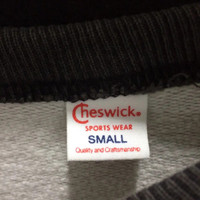 Cheswick®
SPORTS WEAR
SMALL
Quality and Craftsmanship